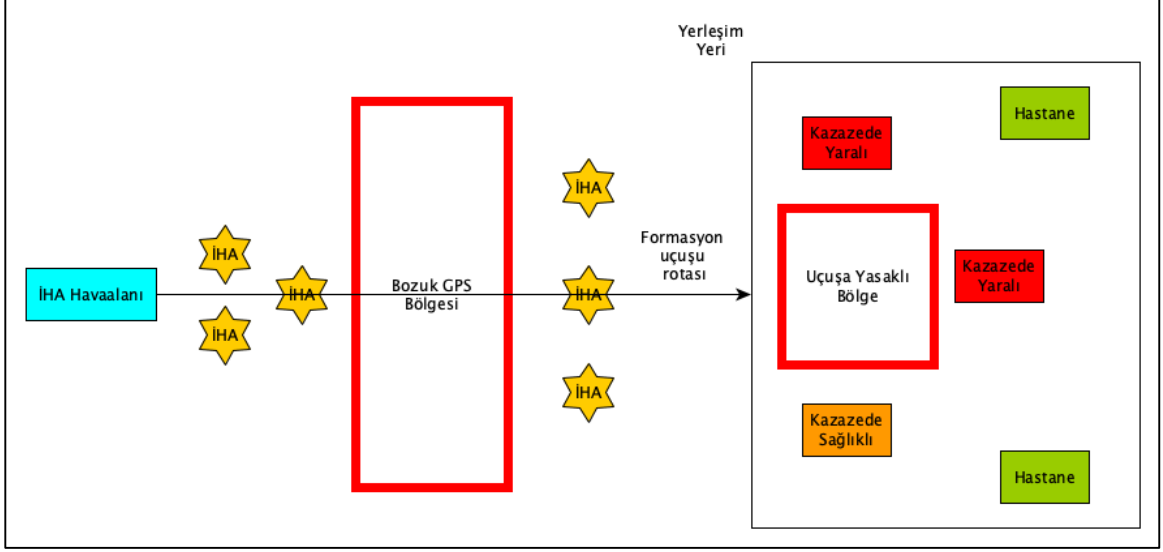 İHA Havaalanı
İHA
İHA
İHA
Bozuk GPS
Bölgesi
İHA
İHA
İHA
Formasyon
uçuşu
rotası
Yerleşim
Yeri
Kazazede
Yaralı
Hastane
Uçuşa Yasaklı
Bölge
Kazazede
Yaralı
Kazazede
Sağlıklı
Hastane